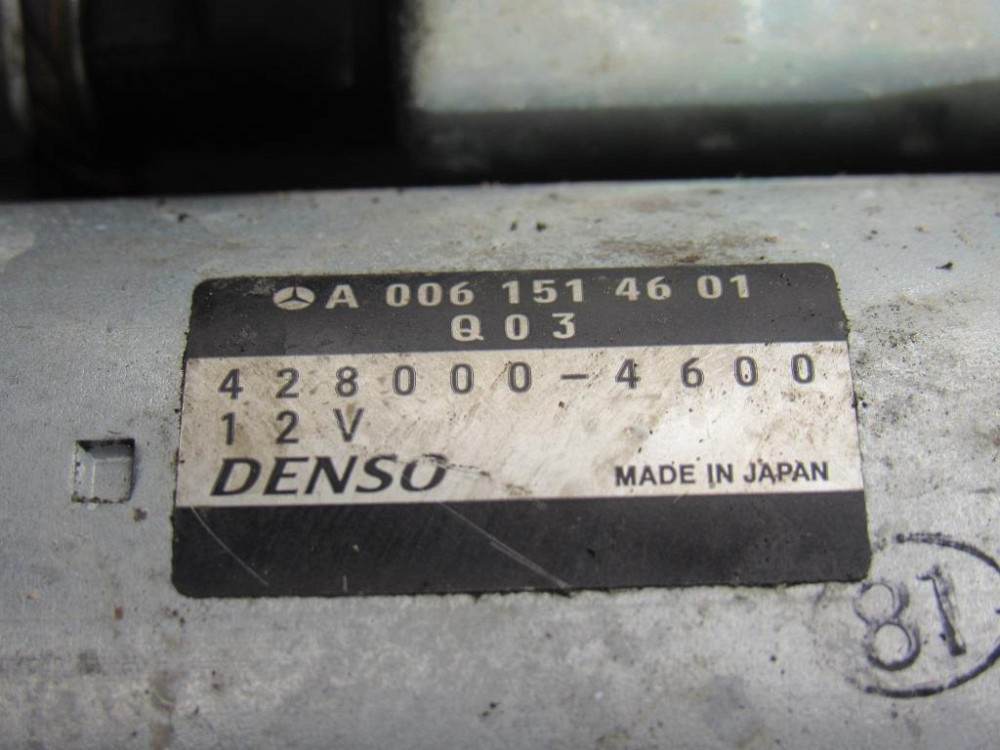 A 006 151 46 01
Q03
428000-4600
12V
DENSO
MADE IN JAPAN
81